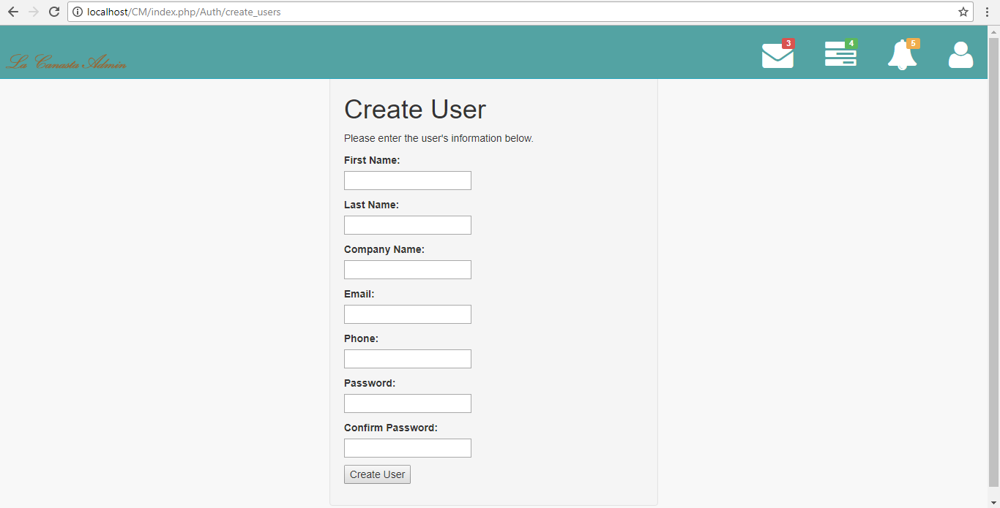 localhost/CM/index.php/Auth/create_users
La Canasta Admin
3
4
5
Create User
Please enter the user's information below.
First Name:
Last Name:
Company Name:
Email:
Phone:
Password:
Confirm Password:
Create User